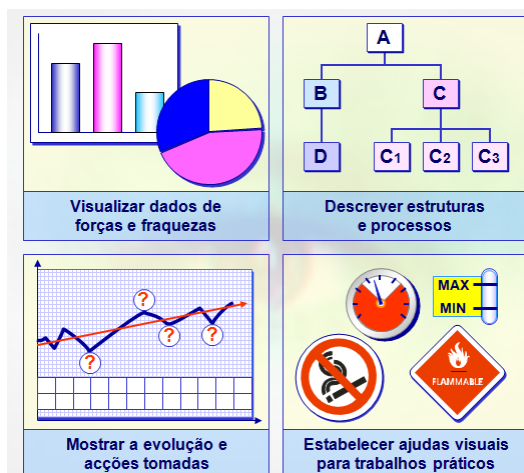 Visualizar dados de
forças e fraquezas
A
B
C
D
C1
C2
C3
Descrever estruturas
e processos
?
?
?
?
Mostrar a evolução e
acções tomadas
MAX
MIN
FLAMMABLE
Estabelecer ajudas visuais
para trabalhos práticos